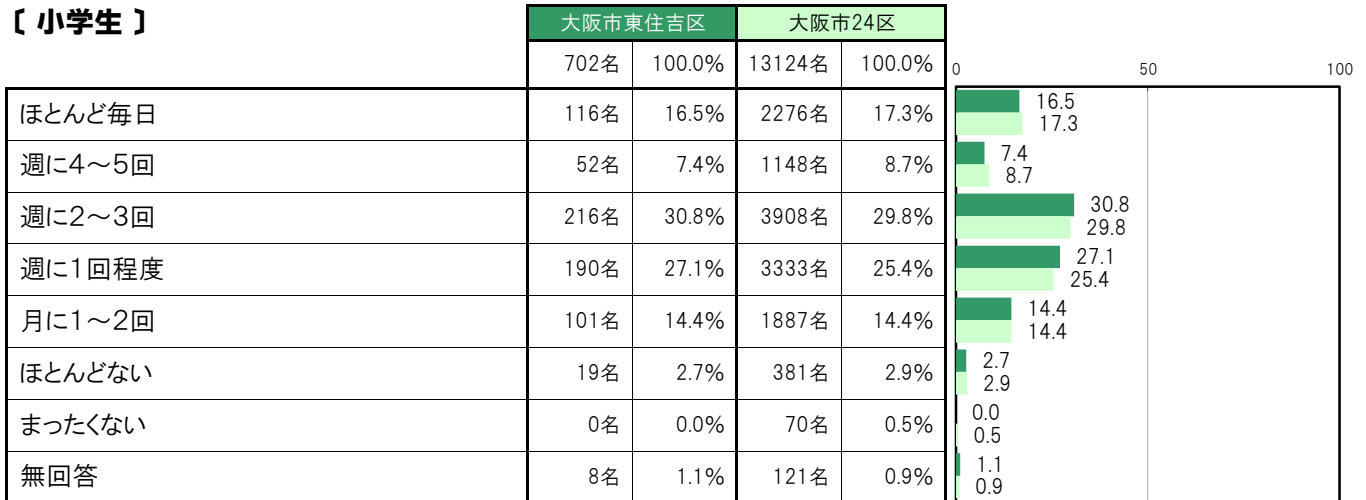 〔 小学生 〕
大阪市東住吉区 大阪市24区
702名 100.0% 13124名 100.0%
0 50 100
ほとんど毎日 116名 16.5% 2276名 17.3% 16.5
17.3
週に4～5回 52名 7.4% 1148名 8.7% 7.4
8.7
週に2～3回 216名 30.8% 3908名 29.8% 30.8
29.8
週に1回程度 190名 27.1% 3333名 25.4% 27.1
25.4
月に1～2回 101名 14.4% 1887名 14.4% 14.4
14.4
ほとんどない 19名 2.7% 381名 2.9% 2.7
2.9
まったくない 0名 0.0% 70名 0.5% 0.0
0.5
無回答 8名 1.1% 121名 0.9% 1.1
0.9